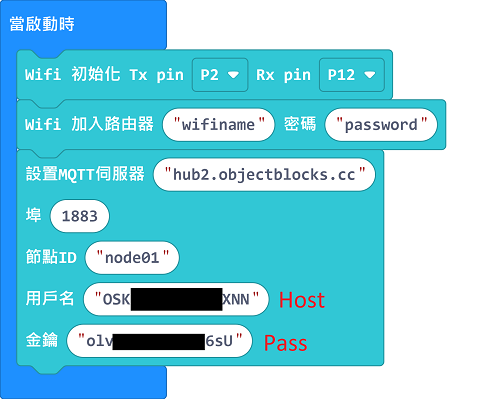 當啟動時
Wifi 初始化 Tx pin P2 Rx pin P12
Wifi 加入路由器 "wifiname" 密碼 "password"
設置MQTT伺服器 "hub2.objectblocks.cc"
埠 1883
節點ID "node01"
用戶名 "OSK XNN" Host
金鑰 "olv 6sU" Pass